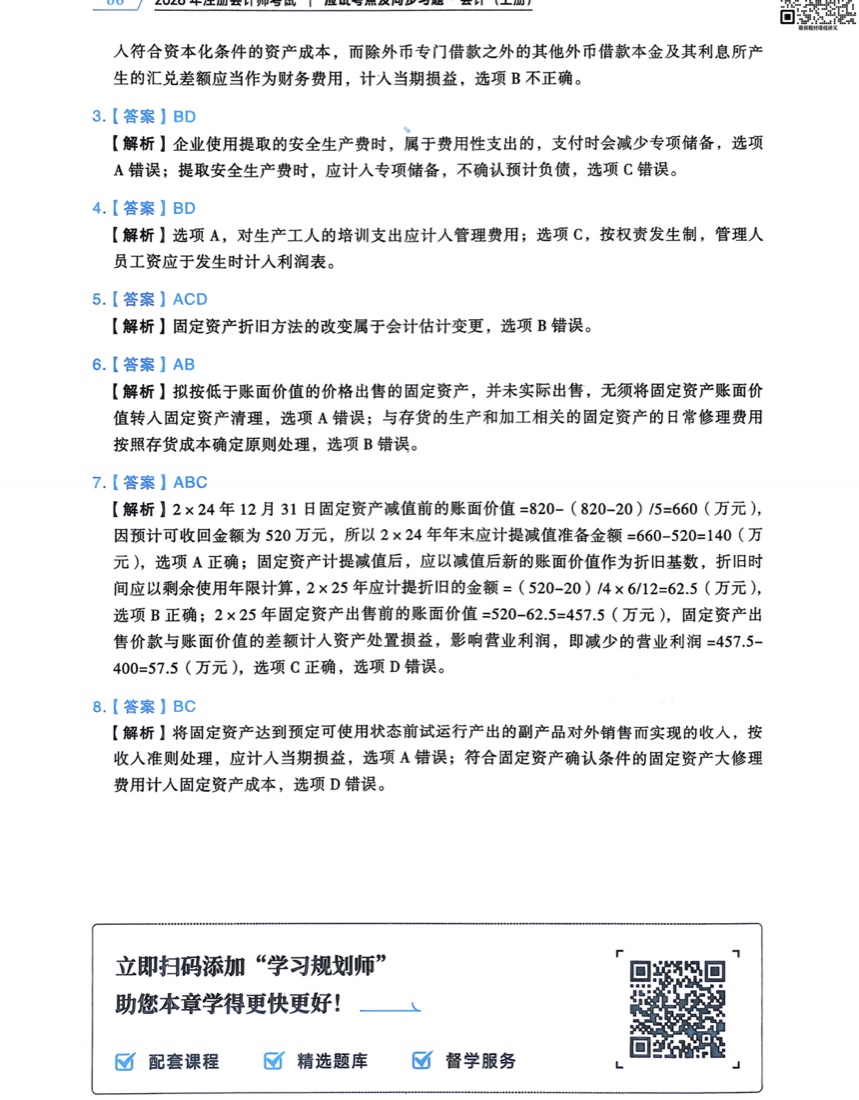 86 2026 年注册会计师考试 | 应试考点及同步习题·会计（上册）
人符合资本化条件的资产成本，而除外币专门借款之外的其他外币借款本金及其利息所产
生的汇兑差额应当作为财务费用，计入当期损益，选项 B 不正确。
3.【答案】BD
【解析】企业使用提取的安全生产费时，属于费用性支出的，支付时会减少专项储备，选项
A 错误；提取安全生产费时，应计入专项储备，不确认预计负债，选项 C 错误。
4.【答案】BD
【解析】选项 A，对生产工人的培训支出应计入管理费用；选项 C，按权责发生制，管理人
员工资应于发生时计入利润表。
5.【答案】ACD
【解析】固定资产折旧方法的改变属于会计估计变更，选项 B 错误。
6.【答案】AB
【解析】拟按低于账面价值的价格出售的固定资产，并未实际出售，无须将固定资产账面价
值转入固定资产清理，选项 A 错误；与存货的生产和加工相关的固定资产的日常修理费用
按照存货成本确定原则处理，选项 B 错误。
7.【答案】ABC
【解析】2×24 年 12 月 31 日固定资产减值前的账面价值 =820-（820-20）/5=660（万元），
因预计可收回金额为 520 万元，所以 2×24 年年末应计提减值准备金额 =660-520=140（万
元），选项 A 正确；固定资产计提减值后，应以减值后新的账面价值作为折旧基数，折旧时
间应以剩余使用年限计算，2×25 年应计提折旧的金额 =（520-20）/4×6/12=62.5（万元），
选项 B 正确；2×25 年固定资产出售前的账面价值 =520-62.5=457.5（万元），固定资产出
售价款与账面价值的差额计入资产处置损益，影响营业利润，即减少的营业利润 =457.5-
400=57.5（万元），选项 C 正确，选项 D 错误。
8.【答案】BC
【解析】将固定资产达到预定可使用状态前试运行产出的副产品对外销售而实现的收入，按
收入准则处理，应计入当期损益，选项 A 错误；符合固定资产确认条件的固定资产大修理
费用计入固定资产成本，选项 D 错误。
立即扫码添加“学习规划师”
助您本章学得更快更好！
配套课程 精选题库 督学服务